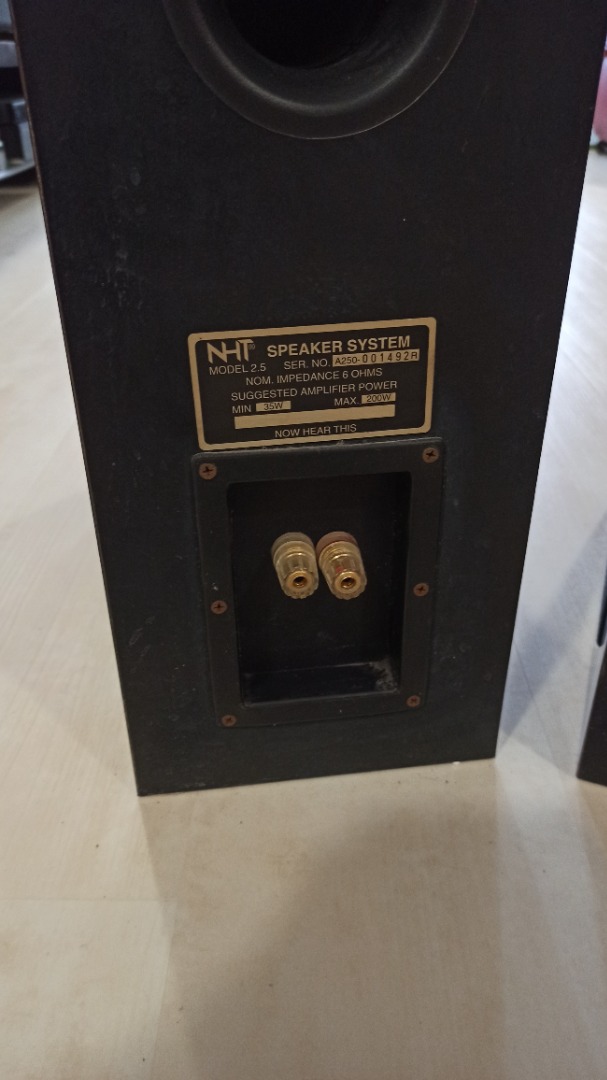 NHT® SPEAKER SYSTEM
MODEL 2.5 SER. NO. A250-001492R
NOM. IMPEDANCE 6 OHMS
SUGGESTED AMPLIFIER POWER
MIN 35W MAX. 200W
NOW HEAR THIS